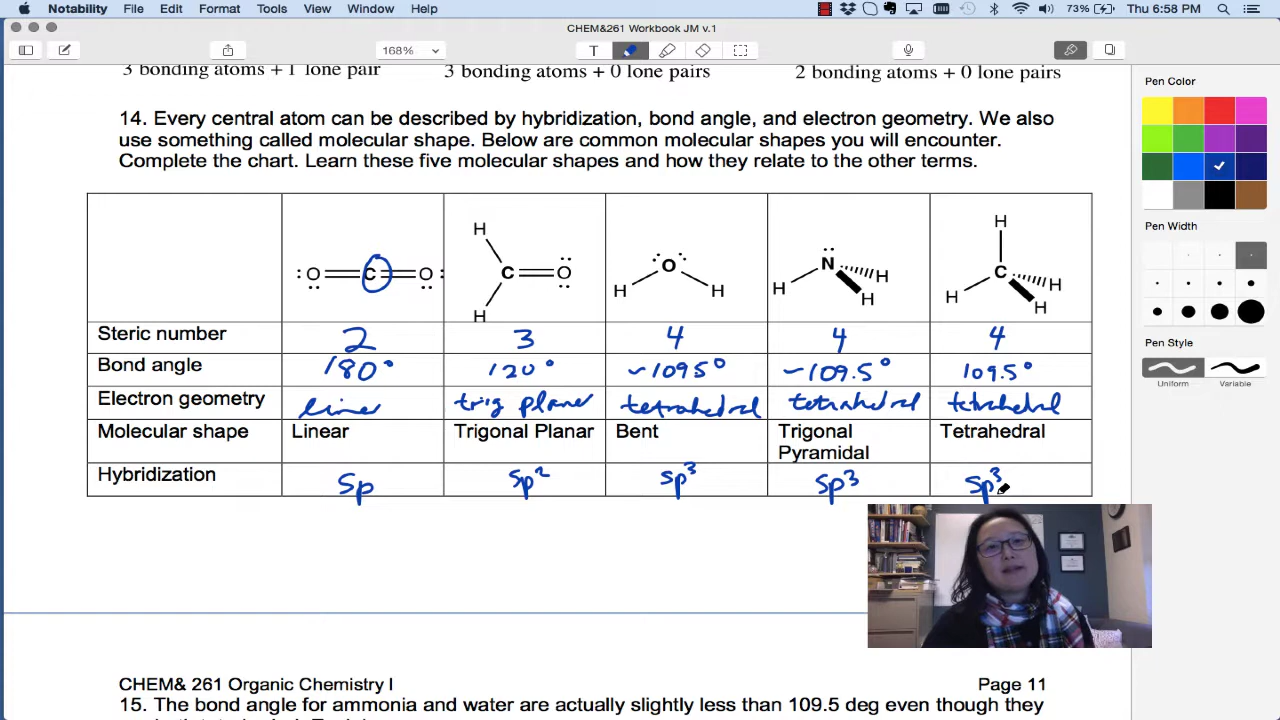 Notability File Edit Format Tools View Window Help 73% Thu 6:58 PM
CHEM&261 Workbook JM v.1
168% T
3 bonding atoms + 1 lone pair 3 bonding atoms + 0 lone pairs 2 bonding atoms + 0 lone pairs
14. Every central atom can be described by hybridization, bond angle, and electron geometry. We also
use something called molecular shape. Below are common molecular shapes you will encounter.
Complete the chart. Learn these five molecular shapes and how they relate to the other terms.
H H
:O C O: C O O N H C H
H H H H H H H
H
Steric number 2 3 4 4 4
Bond angle 180° 120° ~109.5° ~109.5° 109.5°
Electron geometry linear trig planar tetrahedral tetrahedral tetrahedral
Molecular shape Linear Trigonal Planar Bent Trigonal Tetrahedral
Pyramidal
Hybridization sp sp² sp³ sp³ sp³
CHEM& 261 Organic Chemistry I Page 11
15. The bond angle for ammonia and water are actually slightly less than 109.5 deg even though they
Pen Color
Pen Width
Pen Style
Uniform Variable